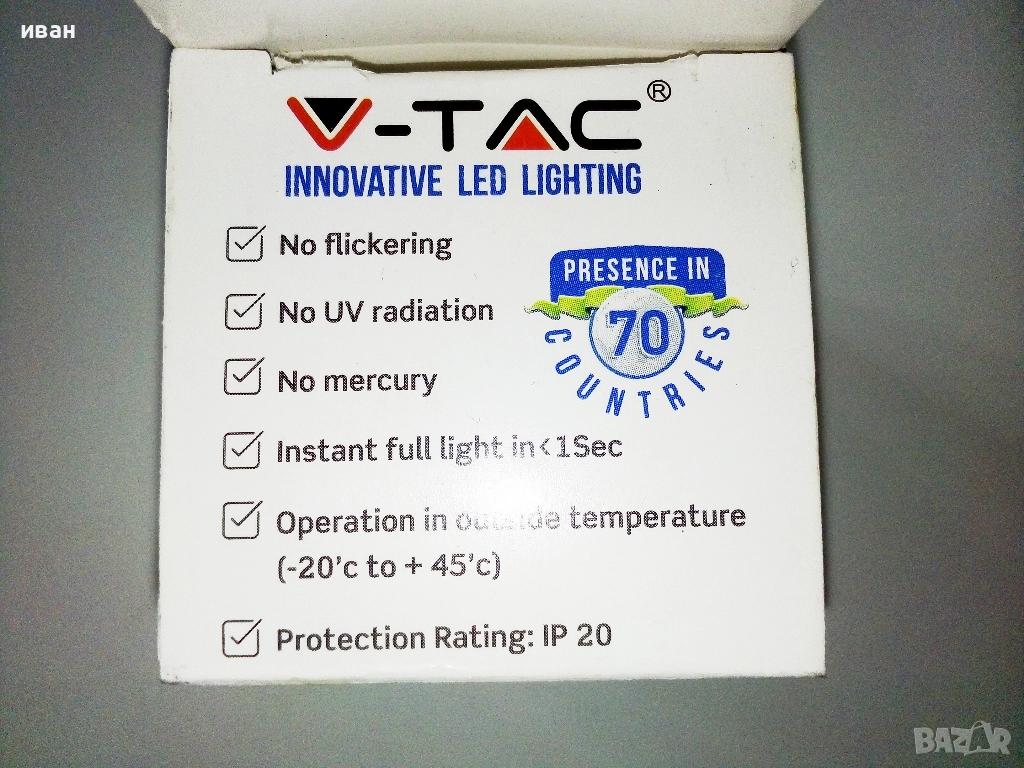 иван
V-TAC®
INNOVATIVE LED LIGHTING
No flickering
No UV radiation
No mercury
Instant full light in<1Sec
Operation in outside temperature
(-20'c to + 45'c)
Protection Rating: IP 20
PRESENCE IN
70
COUNTRIES
BAZAR